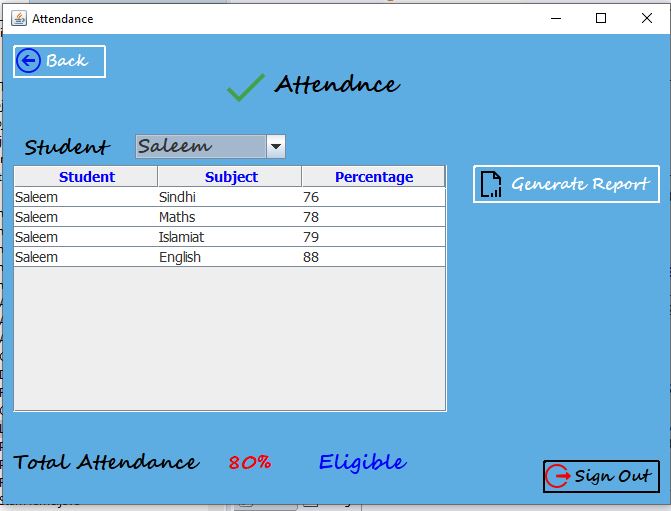 Attendance
Back
Attendnce
Student Saleem
Student Subject Percentage
Generate Report
Saleem Sindhi 76
Saleem Maths 78
Saleem Islamiat 79
Saleem English 88
Total Attendance 80% Eligible
Sign Out